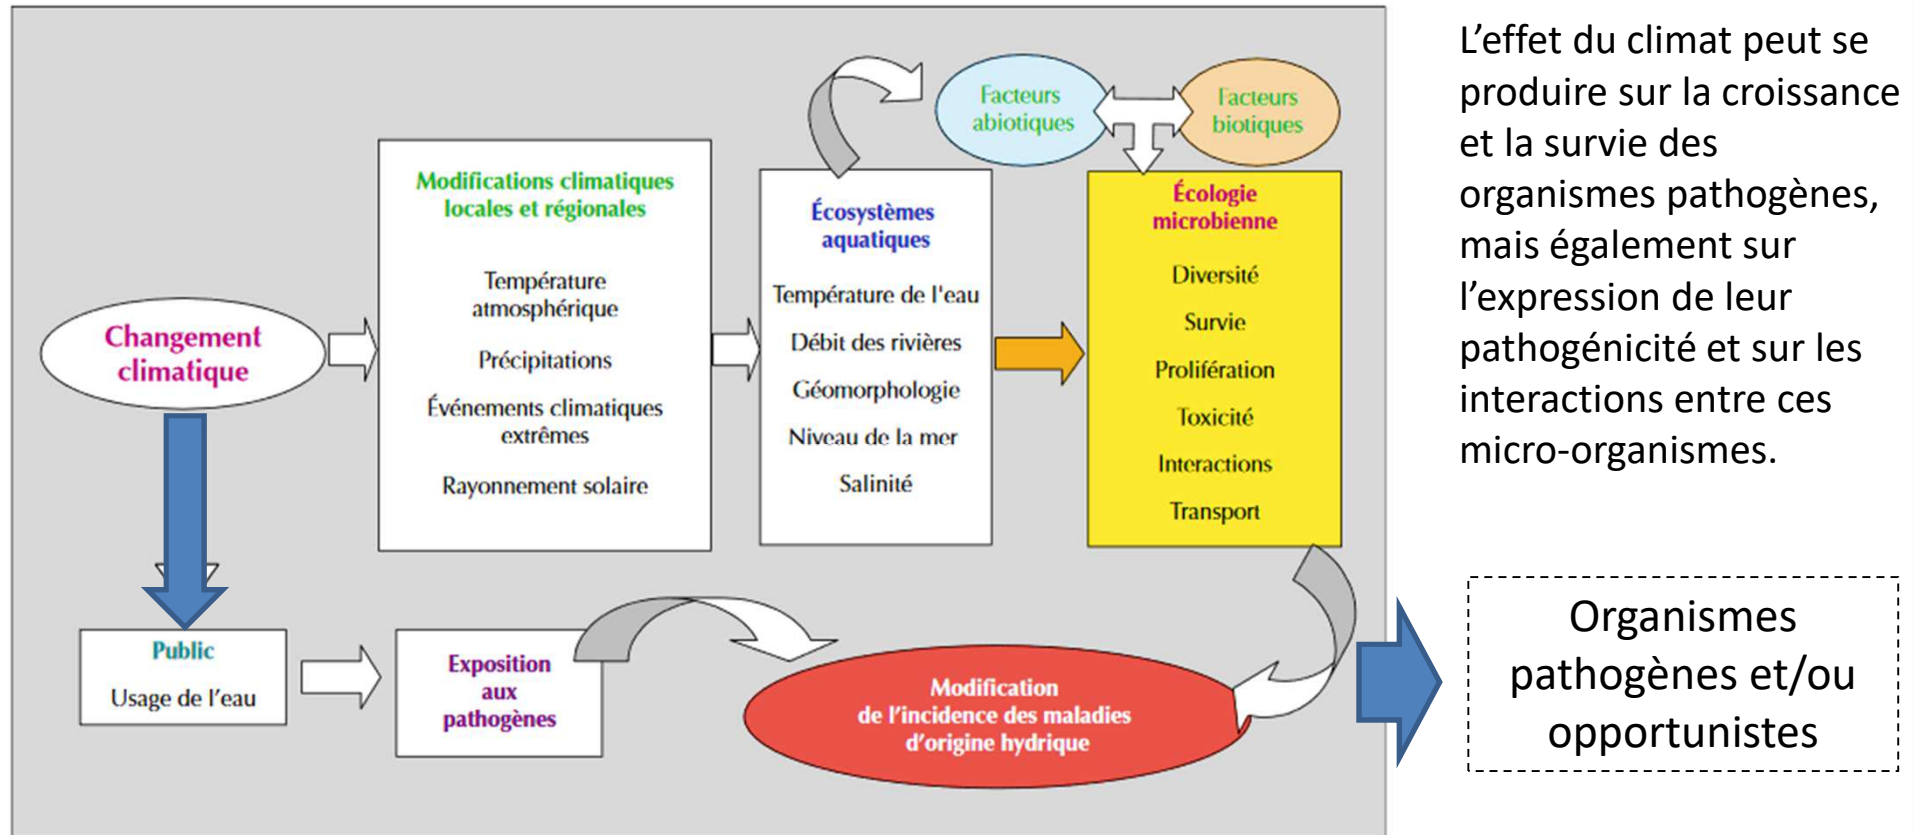 L’effet du climat peut se
produire sur la croissance
et la survie des
organismes pathogènes,
mais également sur
l’expression de leur
pathogénicité et sur les
interactions entre ces
micro-organismes.
Facteurs
abiotiques
Facteurs
biotiques
Modifications climatiques
locales et régionales
Température
atmosphérique
Précipitations
Événements climatiques
extrêmes
Rayonnement solaire
Écosystèmes
aquatiques
Température de l'eau
Débit des rivières
Géomorphologie
Niveau de la mer
Salinité
Écologie
microbienne
Diversité
Survie
Prolifération
Toxicité
Interactions
Transport
Changement
climatique
Public
Usage de l’eau
Exposition
aux
pathogènes
Modification
de l’incidence des maladies
d’origine hydrique
Organismes
pathogènes et/ou
opportunistes